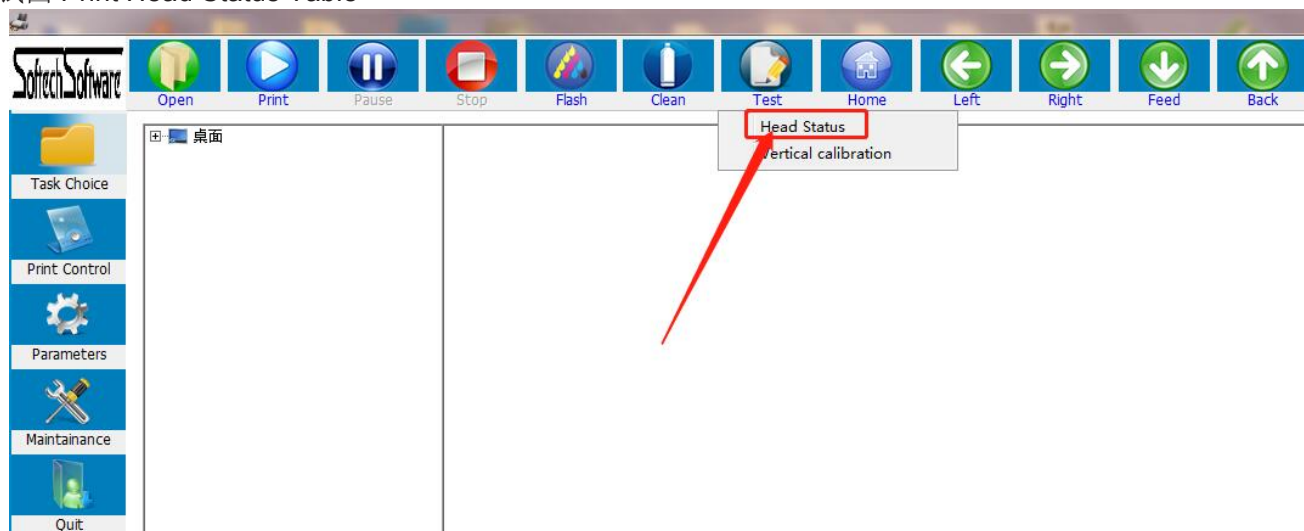 Print Head Status Table
Softech Software
Open Print Pause Stop Flash Clean Test Home Left Right Feed Back
Head Status
Vertical calibration
桌面
Task Choice
Print Control
Parameters
Maintainance
Quit